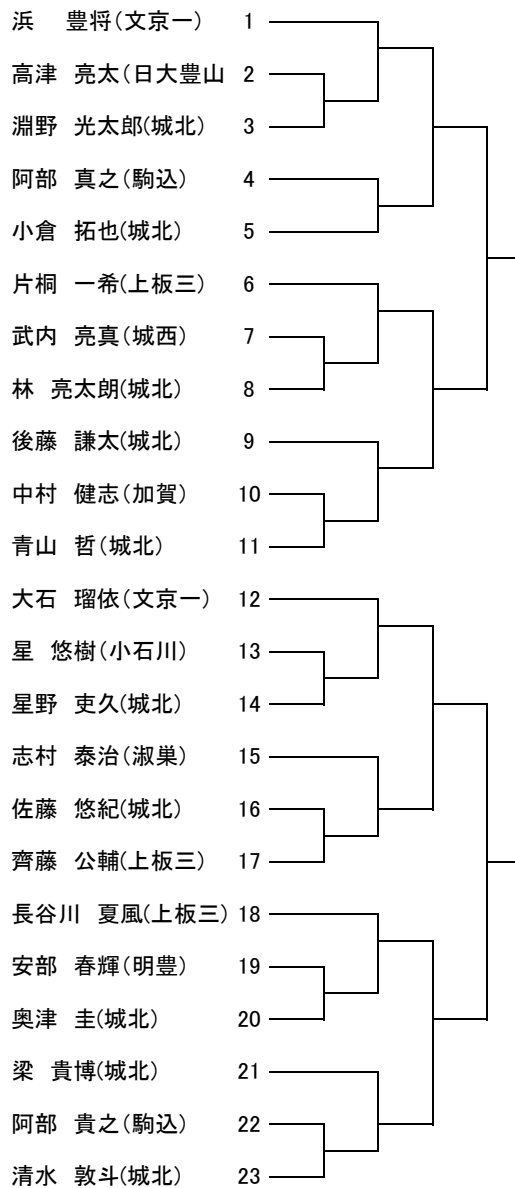 浜 豊将(文京一) 1
高津 亮太(日大豊山 2
淵野 光太郎(城北) 3
阿部 真之(駒込) 4
小倉 拓也(城北) 5
片桐 一希(上板三) 6
武内 亮真(城西) 7
林 亮太朗(城北) 8
後藤 謙太(城北) 9
中村 健志(加賀) 10
青山 哲(城北) 11
大石 瑠依(文京一) 12
星 悠樹(小石川) 13
星野 吏久(城北) 14
志村 泰治(淑巣) 15
佐藤 悠紀(城北) 16
齊藤 公輔(上板三) 17
長谷川 夏風(上板三) 18
安部 春輝(明豊) 19
奥津 圭(城北) 20
梁 貴博(城北) 21
阿部 貴之(駒込) 22
清水 敦斗(城北) 23